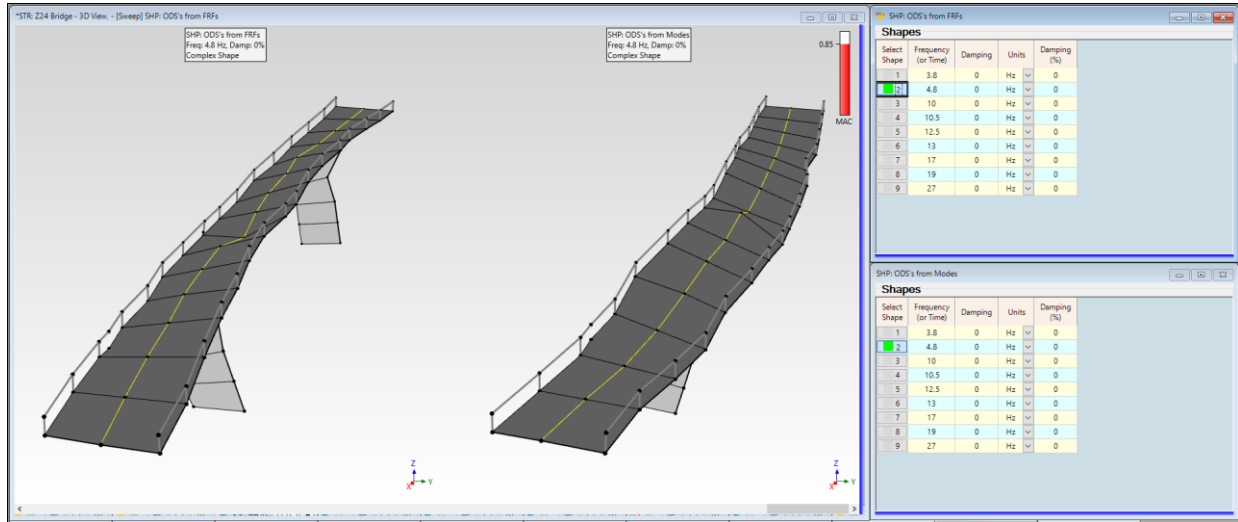 *STR: Z24 Bridge - 3D View, - [Sweep] SHP: ODS's from FRFs
SHP: ODS's from FRFs
Freq: 4.8 Hz, Damp: 0%
Complex Shape
SHP: ODS's from Modes
Freq: 4.8 Hz, Damp: 0%
Complex Shape
0.85
MAC
Z
Y
X
Z
Y
X
SHP: ODS's from FRFs
Shapes
Select Shape Frequency (or Time) Damping Units Damping (%)
1 3.8 0 Hz 0
2 4.8 0 Hz 0
3 10 0 Hz 0
4 10.5 0 Hz 0
5 12.5 0 Hz 0
6 13 0 Hz 0
7 17 0 Hz 0
8 19 0 Hz 0
9 27 0 Hz 0
SHP: ODS's from Modes
Shapes
Select Shape Frequency (or Time) Damping Units Damping (%)
1 3.8 0 Hz 0
2 4.8 0 Hz 0
3 10 0 Hz 0
4 10.5 0 Hz 0
5 12.5 0 Hz 0
6 13 0 Hz 0
7 17 0 Hz 0
8 19 0 Hz 0
9 27 0 Hz 0